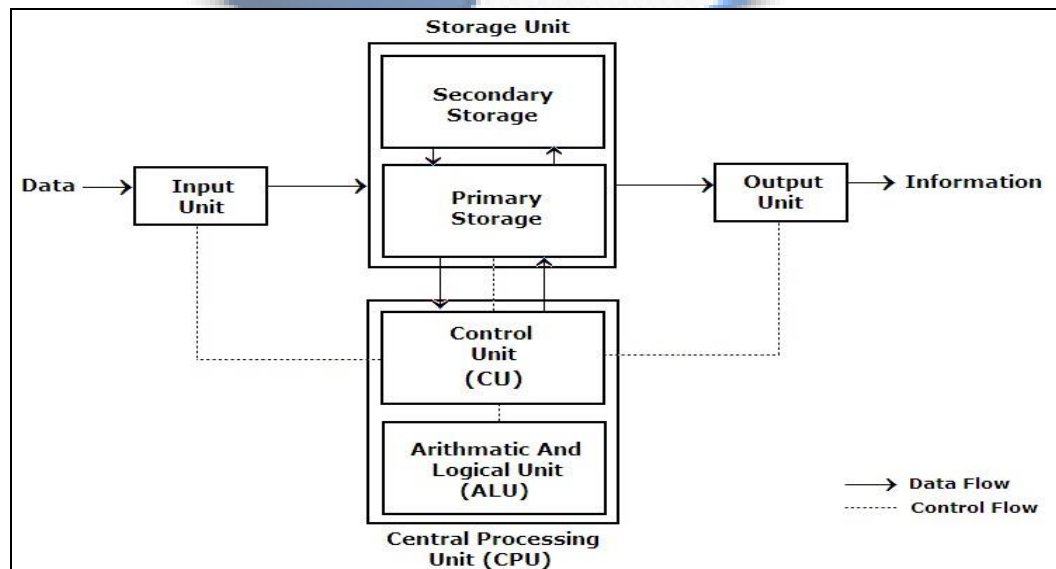 Storage Unit
Secondary
Storage
Data
Input
Unit
Primary
Storage
Output
Unit
Information
Control
Unit
(CU)
Arithmatic And
Logical Unit
(ALU)
Data Flow
Control Flow
Central Processing
Unit (CPU)